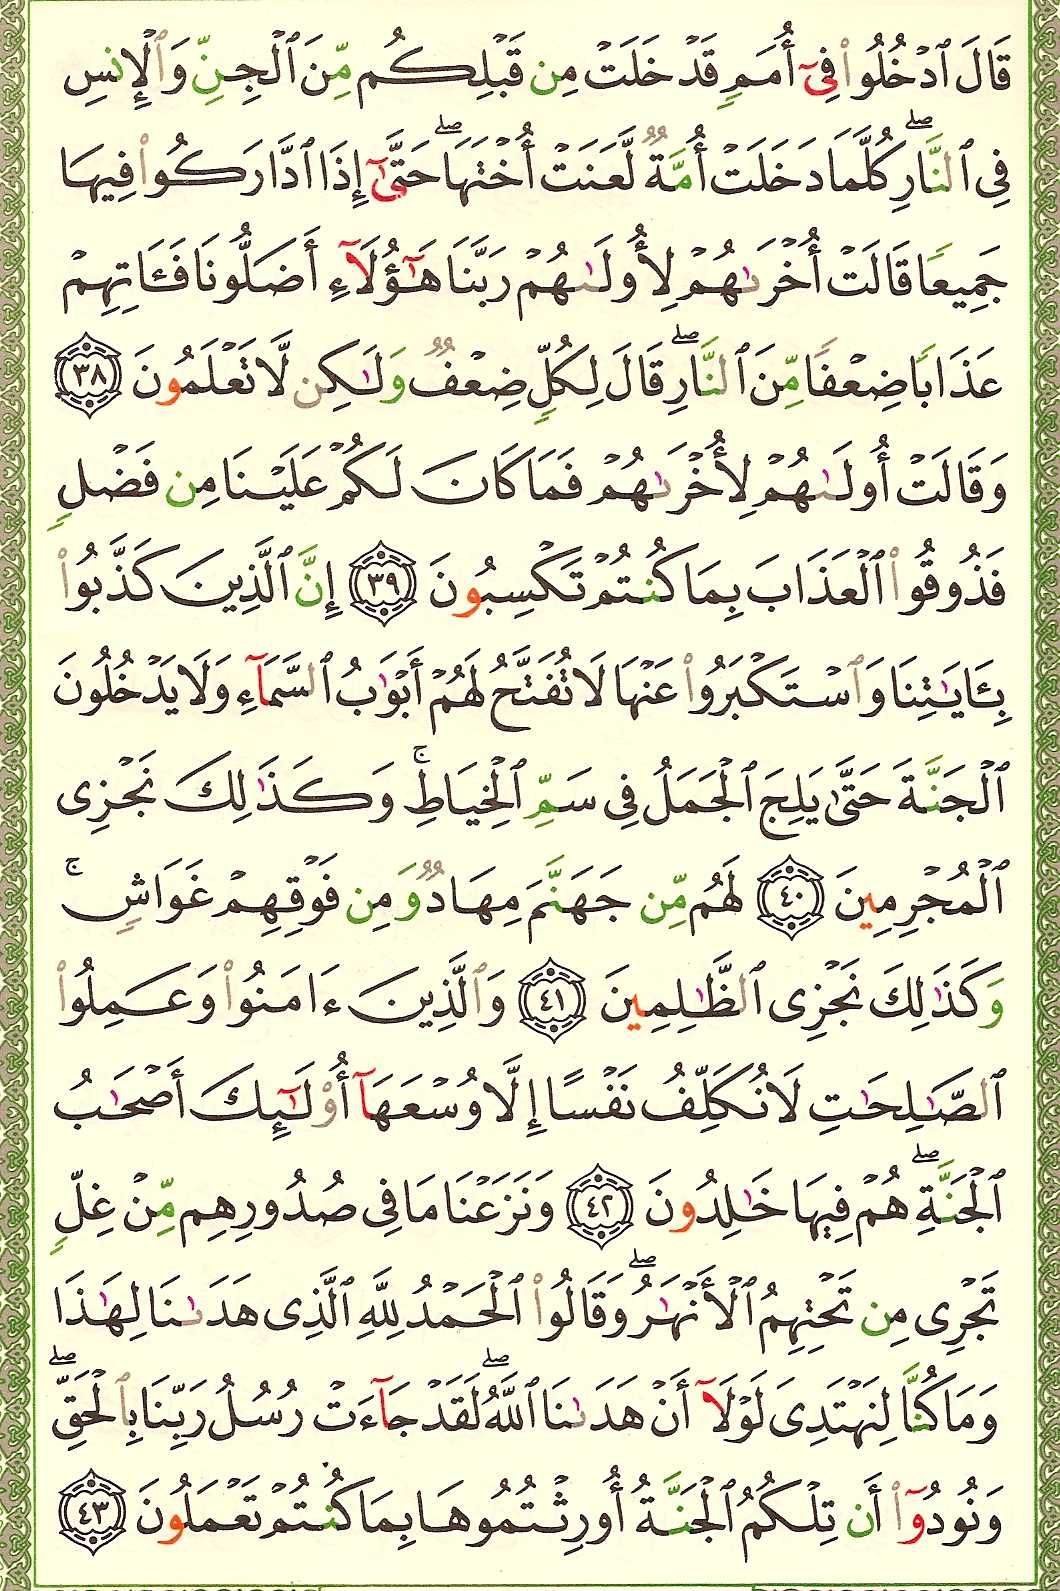 قَالَ ٱدۡخُلُواْ فِيٓ أُمَمٖ قَدۡ خَلَتۡ مِن قَبۡلِكُم مِّنَ ٱلۡجِنِّ وَٱلۡإِنسِ
فِي ٱلنَّارِۖ كُلَّمَا دَخَلَتۡ أُمَّةٞ لَّعَنَتۡ أُخۡتَهَاۖ حَتَّىٰٓ إِذَا ٱدَّارَكُواْ فِيهَا
جَمِيعٗا قَالَتۡ أُخۡرَىٰهُمۡ لِأُولَىٰهُمۡ رَبَّنَا هَٰٓؤُلَآءِ أَضَلُّونَا فَـَٔاتِهِمۡ
عَذَابٗا ضِعۡفٗا مِّنَ ٱلنَّارِۖ قَالَ لِكُلّٖ ضِعۡفٞ وَلَٰكِن لَّا تَعۡلَمُونَ ٣٨
وَقَالَتۡ أُولَىٰهُمۡ لِأُخۡرَىٰهُمۡ فَمَا كَانَ لَكُمۡ عَلَيۡنَا مِن فَضۡلٖ
فَذُوقُواْ ٱلۡعَذَابَ بِمَا كُنتُمۡ تَكۡسِبُونَ ٣٩ إِنَّ ٱلَّذِينَ كَذَّبُواْ
بِـَٔايَٰتِنَا وَٱسۡتَكۡبَرُواْ عَنۡهَا لَا تُفَتَّحُ لَهُمۡ أَبۡوَٰبُ ٱلسَّمَآءِ وَلَا يَدۡخُلُونَ
ٱلۡجَنَّةَ حَتَّىٰ يَلِجَ ٱلۡجَمَلُ فِي سَمِّ ٱلۡخِيَاطِۚ وَكَذَٰلِكَ نَجۡزِي
ٱلۡمُجۡرِمِينَ ٤٠ لَهُم مِّن جَهَنَّمَ مِهَادٞ وَمِن فَوۡقِهِمۡ غَوَاشٖۚ
وَكَذَٰلِكَ نَجۡزِي ٱلظَّٰلِمِينَ ٤١ وَٱلَّذِينَ ءَامَنُواْ وَعَمِلُواْ
ٱلصَّٰلِحَٰتِ لَا نُكَلِّفُ نَفۡسًا إِلَّا وُسۡعَهَآ أُوْلَٰٓئِكَ أَصۡحَٰبُ
ٱلۡجَنَّةِۖ هُمۡ فِيهَا خَٰلِدُونَ ٤٢ وَنَزَعۡنَا مَا فِي صُدُورِهِم مِّنۡ غِلّٖ
تَجۡرِي مِن تَحۡتِهِمُ ٱلۡأَنۡهَٰرُۖ وَقَالُواْ ٱلۡحَمۡدُ لِلَّهِ ٱلَّذِي هَدَىٰنَا لِهَٰذَا
وَمَا كُنَّا لِنَهۡتَدِيَ لَوۡلَآ أَنۡ هَدَىٰنَا ٱللَّهُۖ لَقَدۡ جَآءَتۡ رُسُلُ رَبِّنَا بِٱلۡحَقِّۖ
وَنُودُوٓاْ أَن تِلۡكُمُ ٱلۡجَنَّةُ أُورِثۡتُمُوهَا بِمَا كُنتُمۡ تَعۡمَلُونَ ٤٣